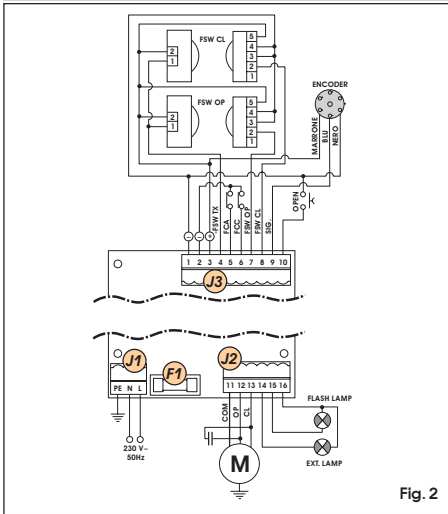 FSW CL
2
1
5
4
3
2
1
FSW OP
2
1
5
4
3
2
1
ENCODER
MARRONE
BLU
NERO
-FSW TX
FCA
FCC
FSW OP
FSW CL
SIG.
OPEN
1 2 3 4 5 6 7 8 9 10
J3
J1
F1
J2
PE N L
11 12 13 14 15 16
COM
OP
CL
FLASH LAMP
230 V~
50Hz
M
EXT. LAMP
Fig. 2